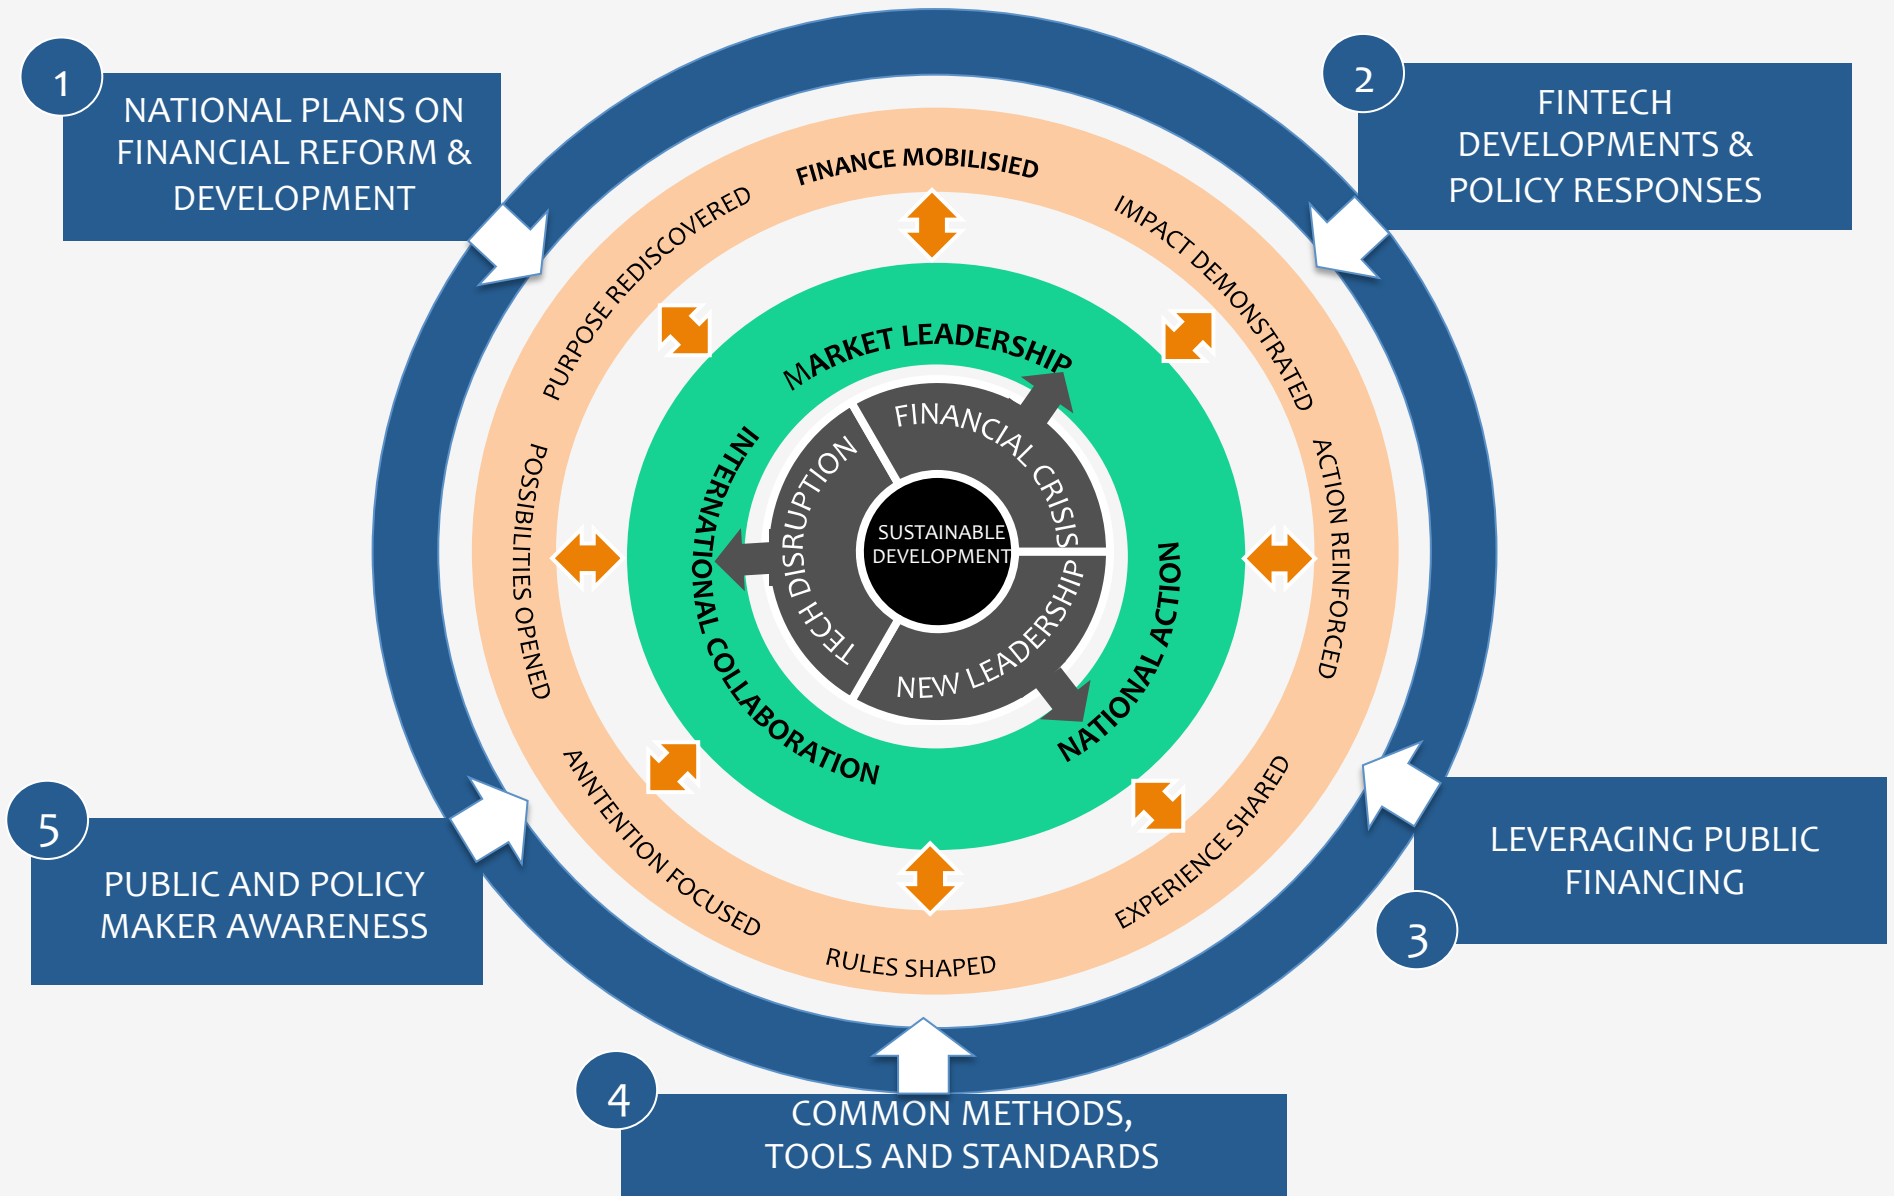 1
NATIONAL PLANS ON
FINANCIAL REFORM &
DEVELOPMENT
2
FINTECH
DEVELOPMENTS &
POLICY RESPONSES
FINANCE MOBILISIED
PURPOSE REDISCOVERED
IMPACT DEMONSTRATED
MARKET LEADERSHIP
POSSIBILITIES OPENED
INTERNATIONAL COLLABORATION
TECH DISRUPTION
FINANCIAL CRISIS
SUSTAINABLE
DEVELOPMENT
NEW LEADERSHIP
NATIONAL ACTION
ACTION REINFORCED
ANNTENTION FOCUSED
RULES SHAPED
EXPERIENCE SHARED
5
PUBLIC AND POLICY
MAKER AWARENESS
LEVERAGING PUBLIC
FINANCING
3
4
COMMON METHODS,
TOOLS AND STANDARDS